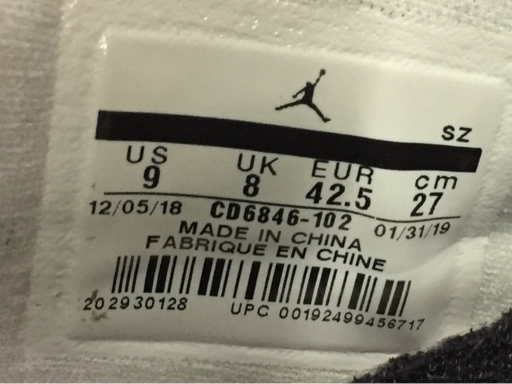 SZ
US UK EUR cm
9 8 42.5 27
12/05/18 CD6846-102 01/31/19
MADE IN CHINA
FABRIQUE EN CHINE
202930128 UPC 00192499456717